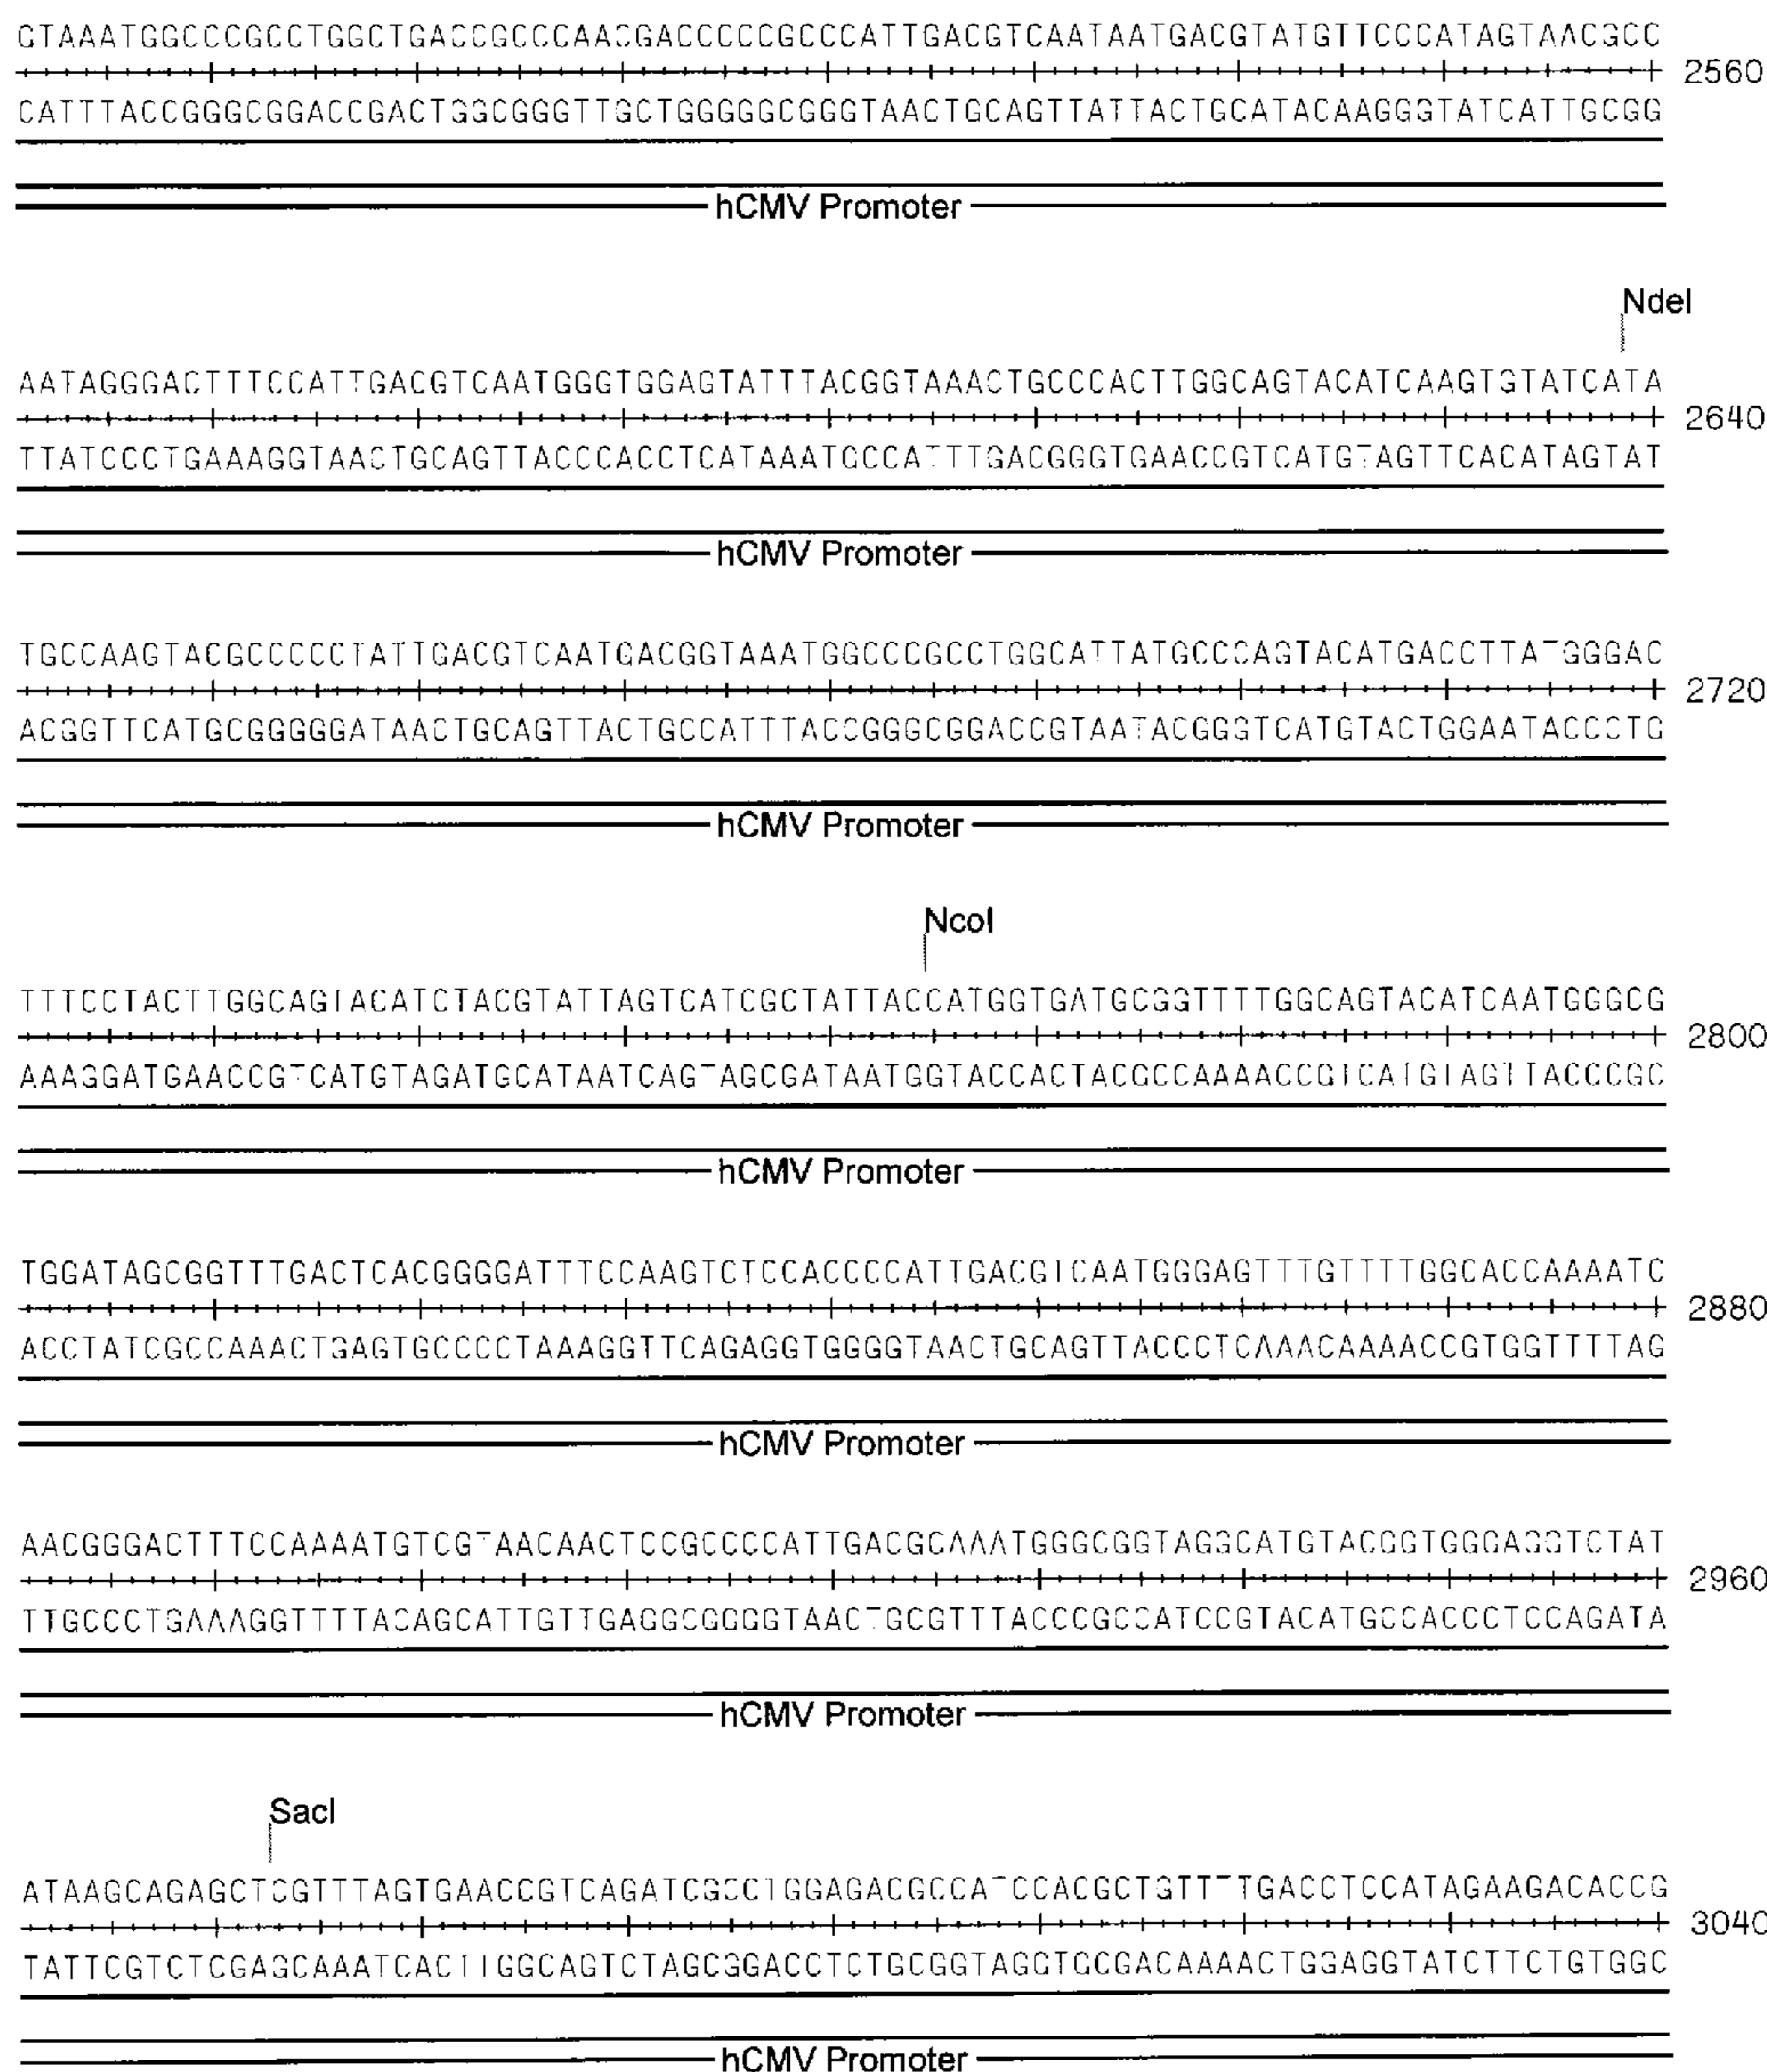 GTAAATGGCCCGCCTGGCTGACCGCCCAACGACCCCCGCCCATTGACGTCAATAATGACGTATGTTCCCATAGTAACGCC
2560
CATTTACCGGGCGGACCGACTGGCGGGTTGCTGGGGGCGGGTAACTGCAGTTATTACTGCATACAAGGGTATCATTGCGG
hCMV Promoter
NdeI
AATAGGGACTTTCCATTGACGTCAATGGGTGGAGTATTTACGGTAAACTGCCCACTTGGCAGTACATCAAGTGTATCATA
2640
TTATCCCTGAAAGGTAACTGCAGTTACCCACCTCATAAATGCCATTTGACGGGTGAACCGTCATGTAGTTCACATAGTAT
hCMV Promoter
TGCCAAGTACGCCCCCTATTGACGTCAATGACGGTAAATGGCCCGCCTGGCATTATGCCCAGTACATGACCTTATGGGAC
2720
ACGGTTCATGCGGGGGATAACTGCAGTTACTGCCATTTACCGGGCGGACCGTAATACGGGTCATGTACTGGAATACCCTG
hCMV Promoter
NcoI
TTTCCTACTTGGCAGTACATCTACGTATTAGTCATCGCTATTACCATGGTGATGCGGTTTTGGCAGTACATCAATGGGCG
2800
AAAGGATGAACCGTCATGTAGATGCATAATCAGTAGCGATAATGGTACCACTACGCCAAAACCGTCATGTAGTTACCCGC
hCMV Promoter
TGGATAGCGGTTTGACTCACGGGGATTTCCAAGTCTCCACCCCATTGACGTCAATGGGAGTTTGTTTTGGCACCAAAATC
2880
ACCTATCGCCAAACTGAGTGCCCCTAAAGGTTCAGAGGTGGGGTAACTGCAGTTACCCTCAAACAAAACCGTGGTTTTAG
hCMV Promoter
AACGGGACTTTCCAAAATGTCGTAACAACTCCGCCCCATTGACGCAAATGGGCGGTAGGCATGTACGGTGGGAGGTCTAT
2960
TTGCCCTGAAAGGTTTTACAGCATTGTTGAGGCGGGGTAACTGCGTTTACCCGCCATCCGTACATGCCACCCTCCAGATA
hCMV Promoter
SacI
ATAAGCAGAGCTCGTTTAGTGAACCGTCAGATCGCCTGGAGACGCCATCCACGCTGTTTTGACCTCCATAGAAGACACCG
3040
TATTCGTCTCGAGCAAATCACTTGGCAGTCTAGCGGACCTCTGCGGTAGGTGCGACAAAACTGGAGGTATCTTCTGTGGC
hCMV Promoter